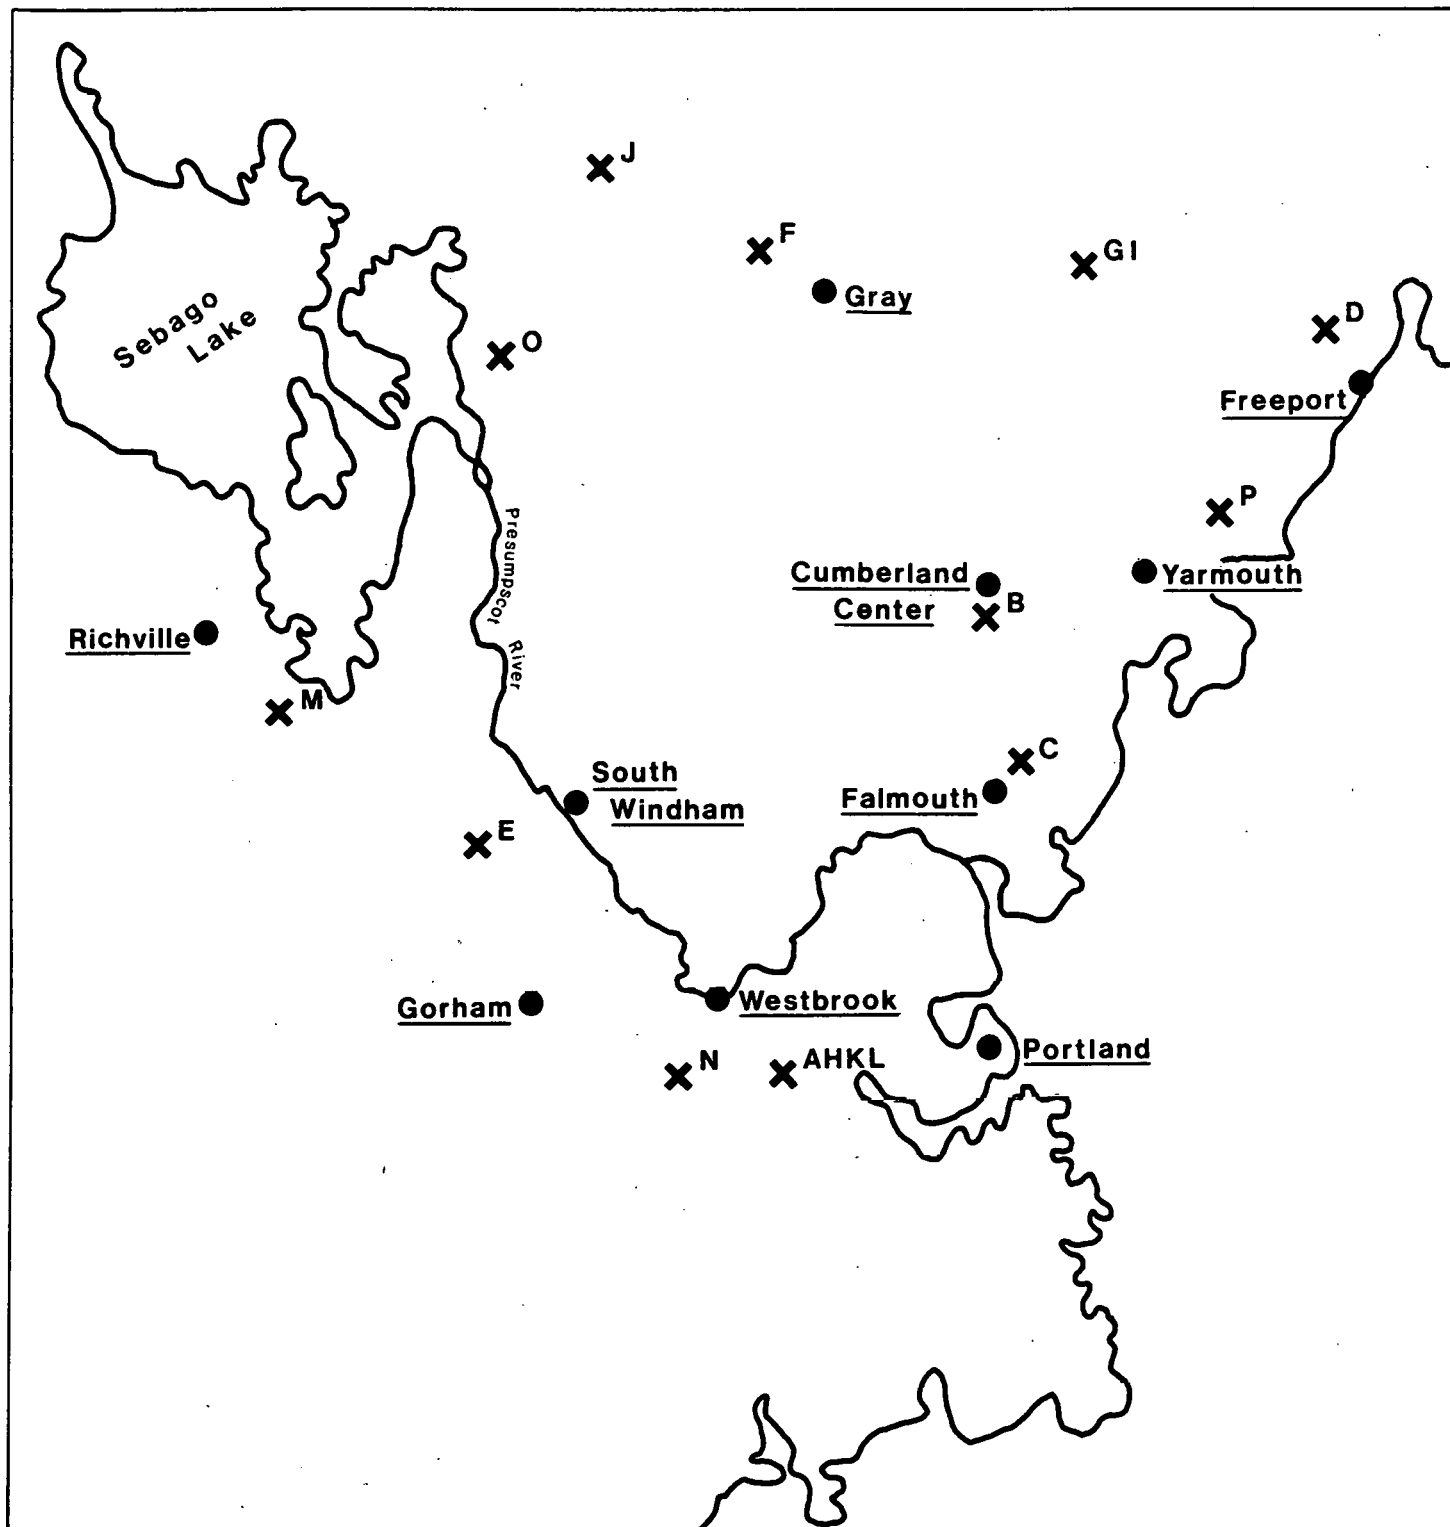 J
F
GI
Gray
Sebago
Lake
O
D
Freeport
P
Presumpscot
River
Cumberland
Center
B
Yarmouth
Richville
M
C
South
Windham
Falmouth
E
Gorham
Westbrook
N
AHKL
Portland